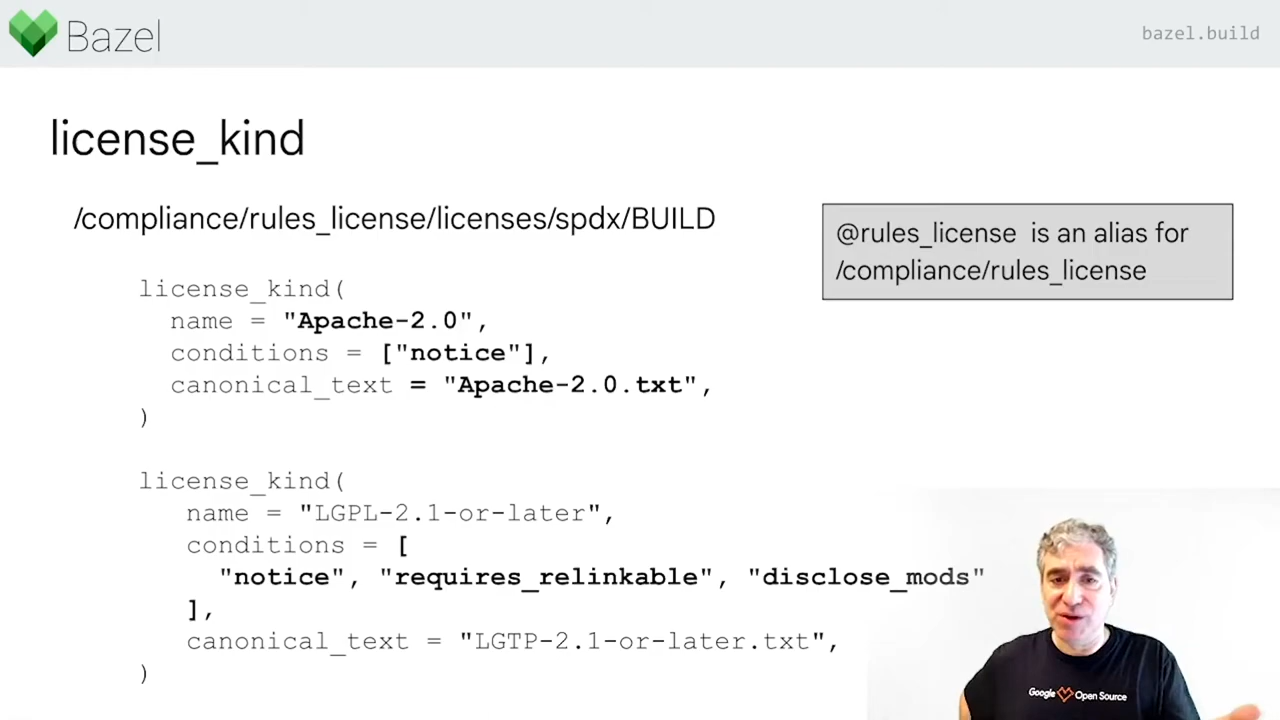 Bazel
bazel.build
license_kind
/compliance/rules_license/licenses/spdx/BUILD
@rules_license is an alias for
/compliance/rules_license
license_kind(
name = "Apache-2.0",
conditions = ["notice"],
canonical_text = "Apache-2.0.txt",
)
license_kind(
name = "LGPL-2.1-or-later",
conditions = [
"notice", "requires_relinkable", "disclose_mods"
],
canonical_text = "LGTP-2.1-or-later.txt",
)
Google Open Source